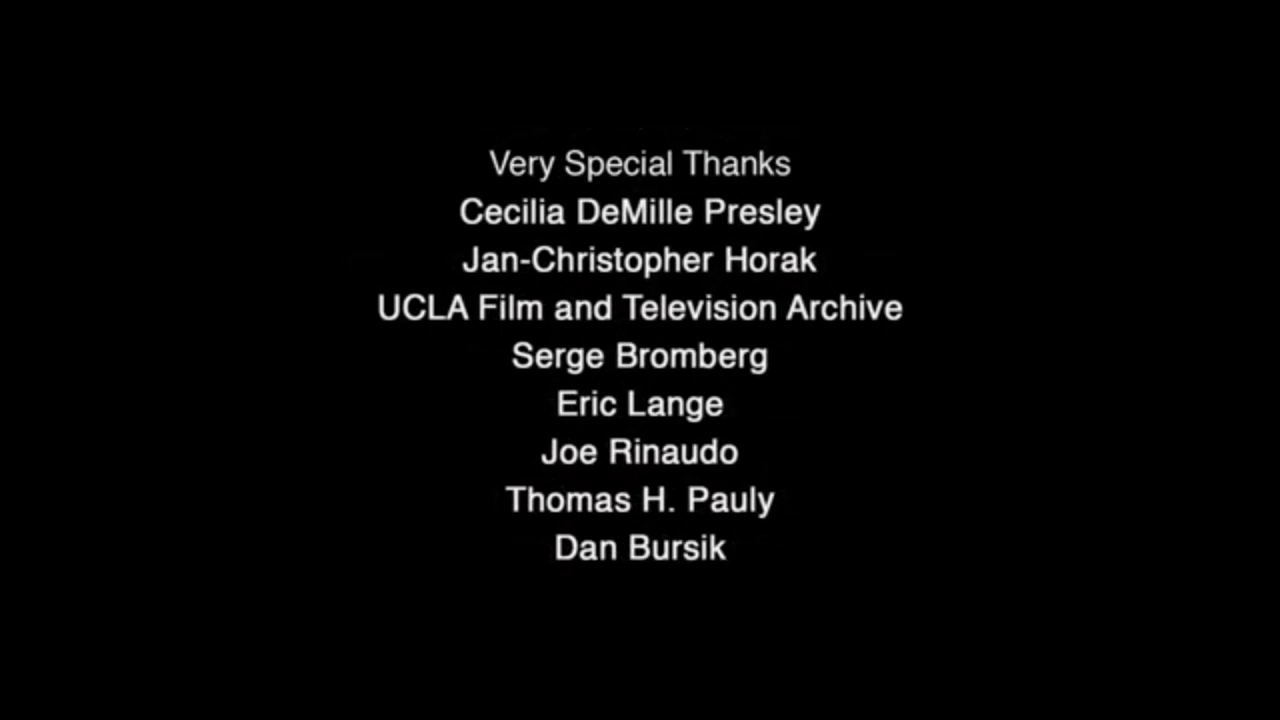 Very Special Thanks
Cecilia DeMille Presley
Jan-Christopher Horak
UCLA Film and Television Archive
Serge Bromberg
Eric Lange
Joe Rinaudo
Thomas H. Pauly
Dan Bursik